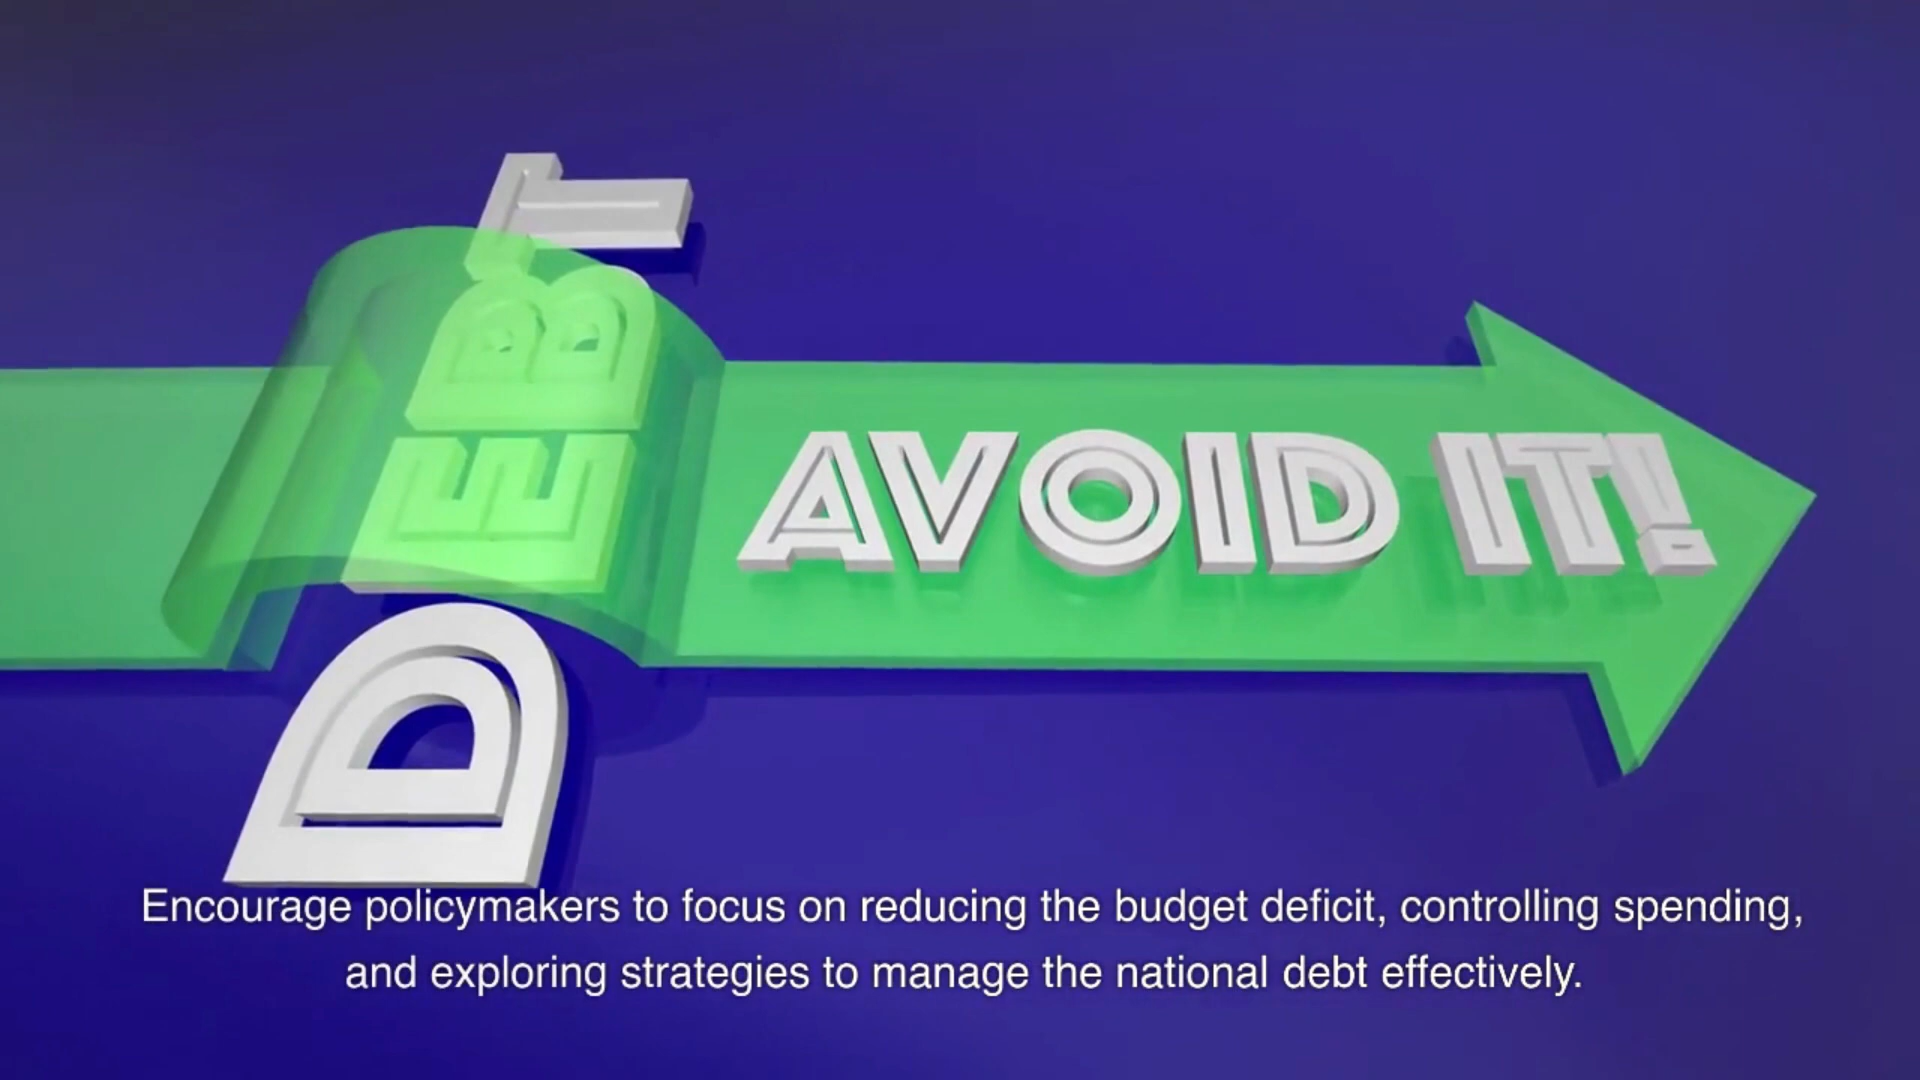 DEBT
AVOID IT!
Encourage policymakers to focus on reducing the budget deficit, controlling spending,
and exploring strategies to manage the national debt effectively.